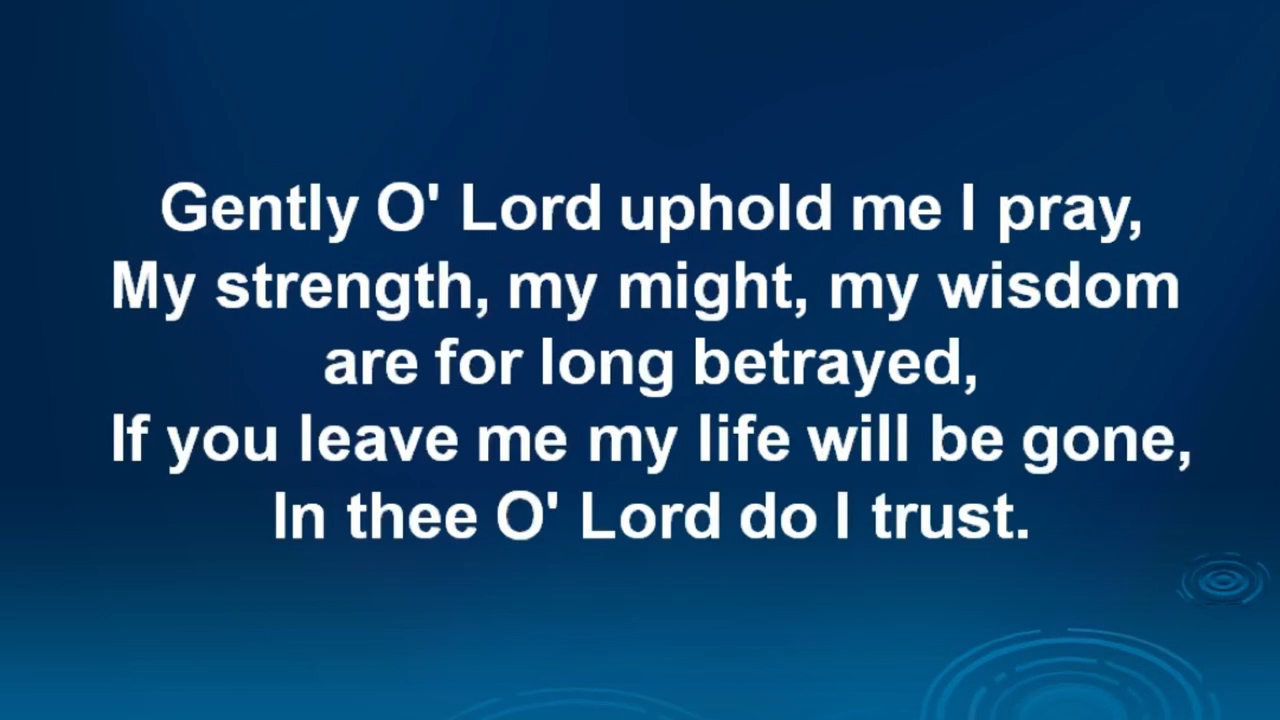 Gently O' Lord uphold me I pray,
My strength, my might, my wisdom
are for long betrayed,
If you leave me my life will be gone,
In thee O' Lord do I trust.